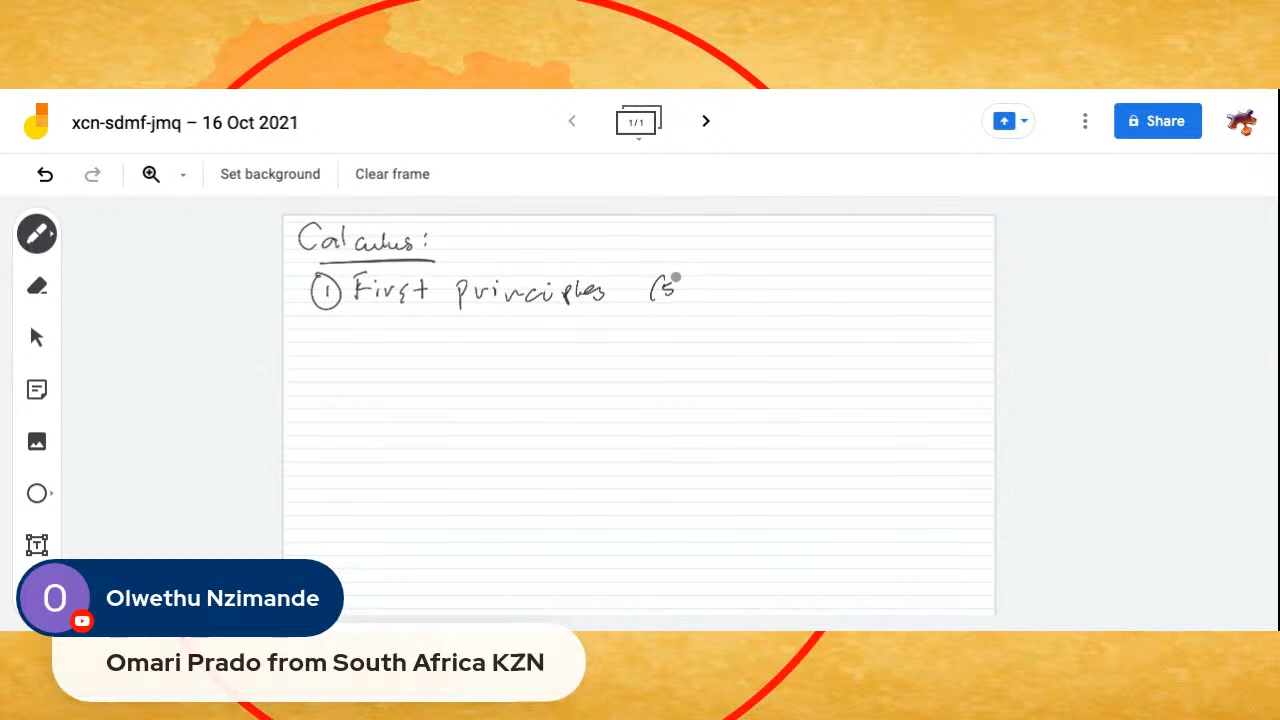 xcn-sdmf-jmq – 16 Oct 2021
1/1
Share
Set background
Clear frame
Calculus:
① First principles (5
T
O
Olwethu Nzimande
Omari Prado from South Africa KZN